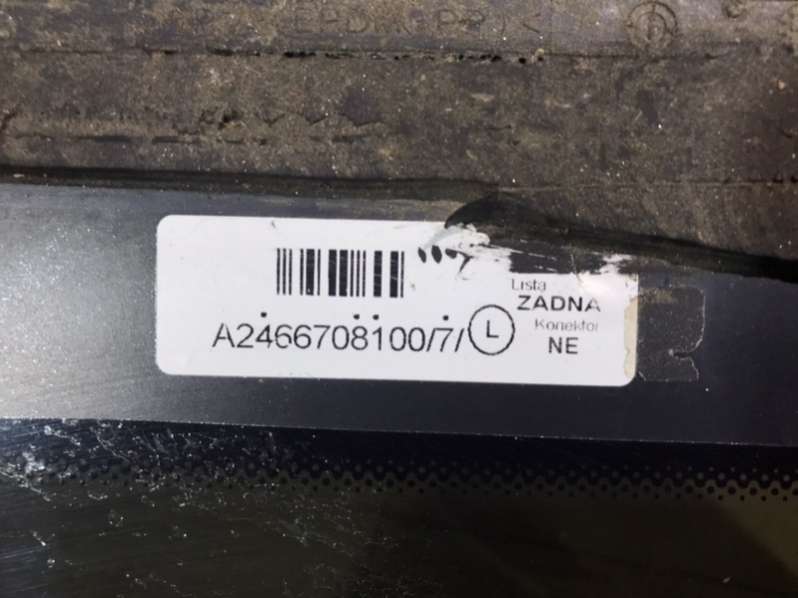 Lista
ZADNA
Konektor
A2466708100/7/ L
NE